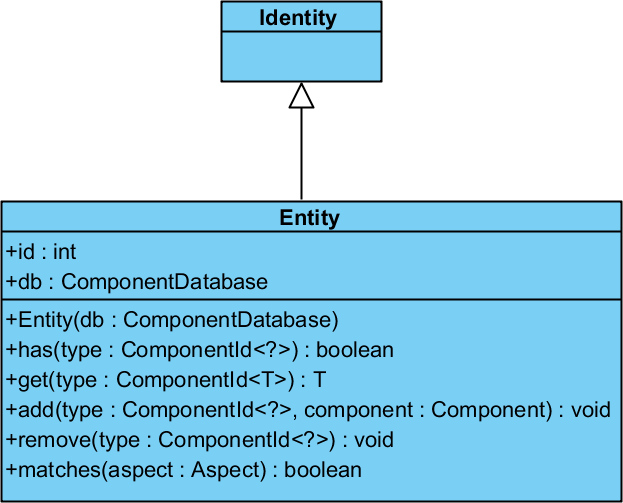 Identity
Entity
+id : int
+db : ComponentDatabase
+Entity(db : ComponentDatabase)
+has(type : ComponentId<?>) : boolean
+get(type : ComponentId<T>) : T
+add(type : ComponentId<?>, component : Component) : void
+remove(type : ComponentId<?>) : void
+matches(aspect : Aspect) : boolean